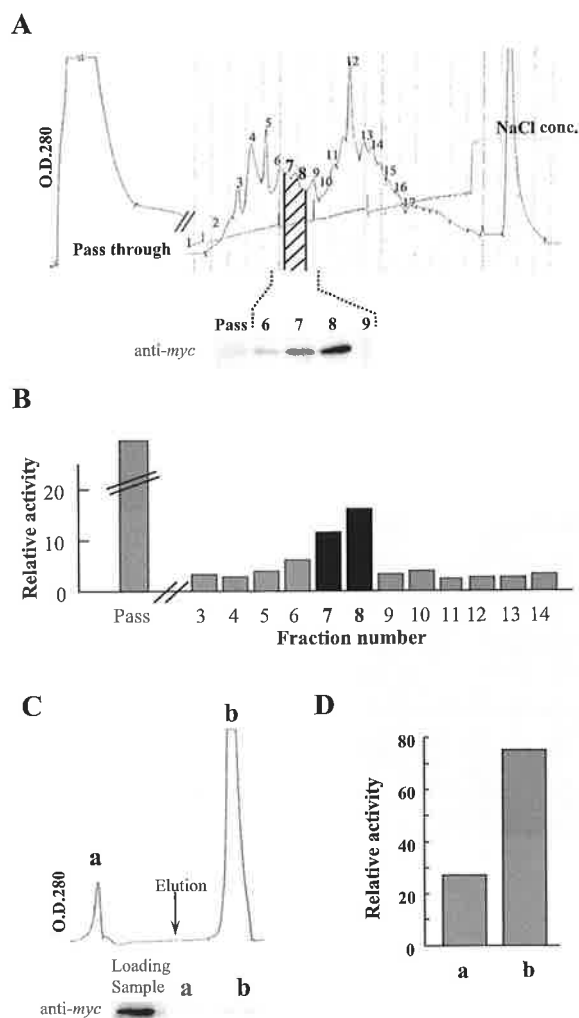 A
O.D.280
12
5
4
13
14
11
6
7
8
9
3
10
15
16
17
2
1
NaCl conc.
Pass through
Pass 6 7 8 9
anti-myc
B
Relative activity
20
10
0
Pass 3 4 5 6 7 8 9 10 11 12 13 14
Fraction number
C
b
a
O.D.280
Elution
Loading
Sample a b
anti-myc
D
Relative activity
80
60
40
20
0
a b